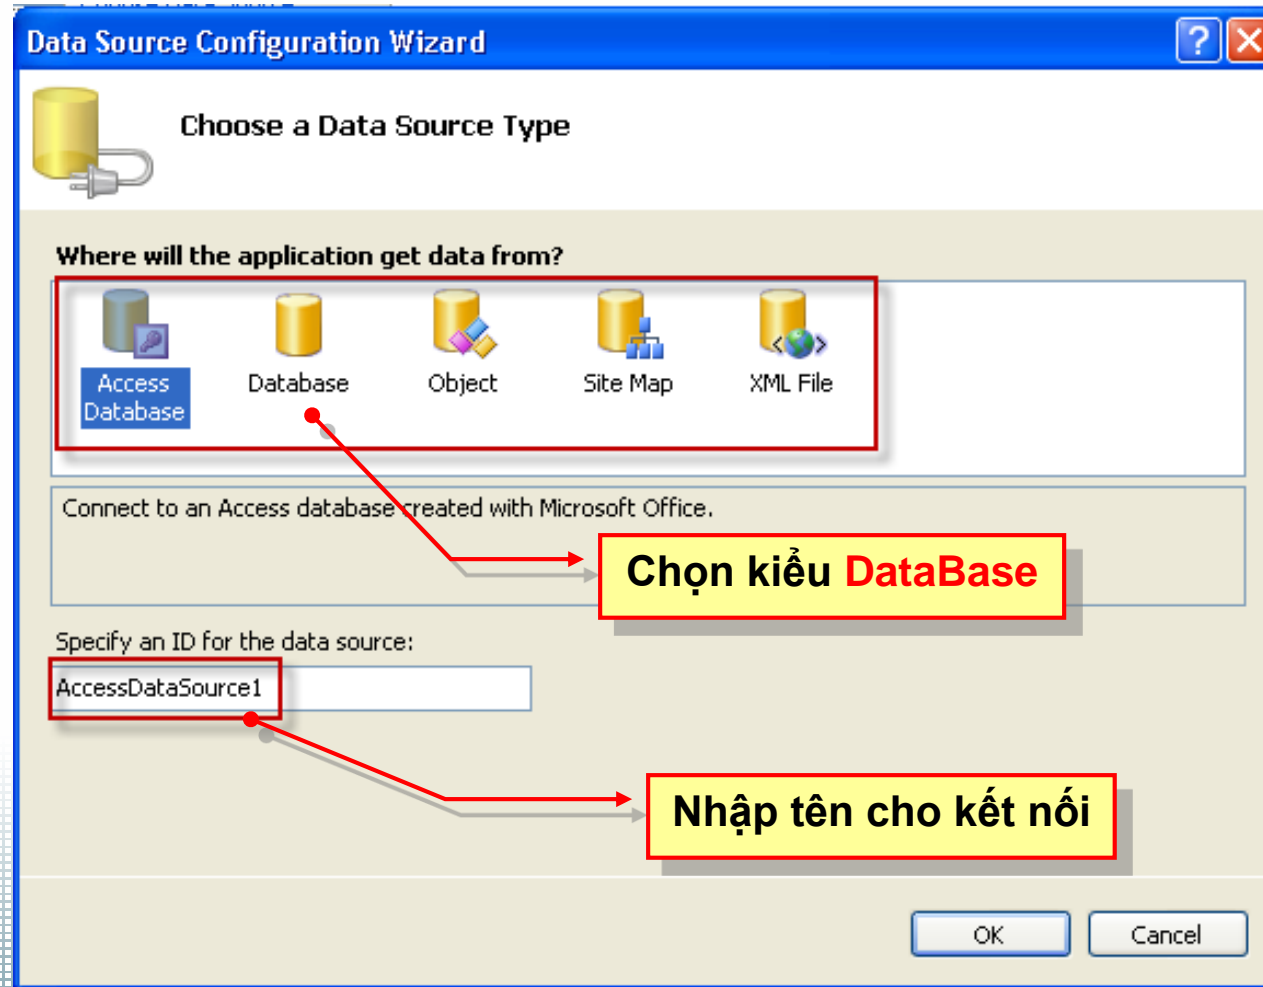 Data Source Configuration Wizard
Choose a Data Source Type
Where will the application get data from?
Access Database
Database
Object
Site Map
XML File
Connect to an Access database created with Microsoft Office.
Chọn kiểu DataBase
Specify an ID for the data source:
AccessDataSource1
Nhập tên cho kết nối
OK
Cancel